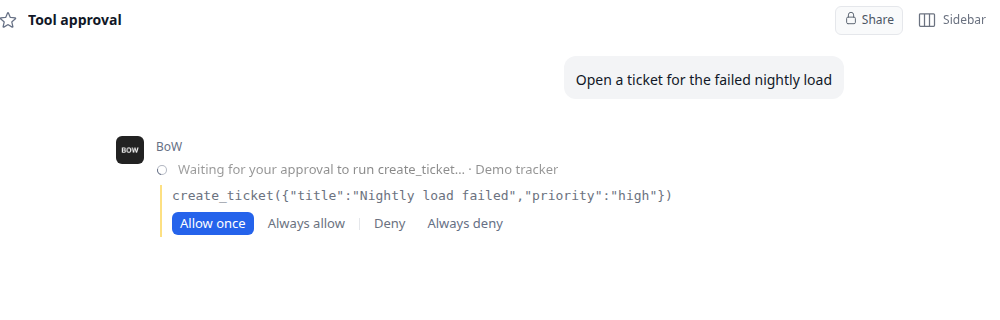 Tool approval
Share
Sidebar
Open a ticket for the failed nightly load
BOW
BoW
Waiting for your approval to run create_ticket... · Demo tracker
create_ticket({"title":"Nightly load failed","priority":"high"})
Allow once
Always allow
Deny
Always deny